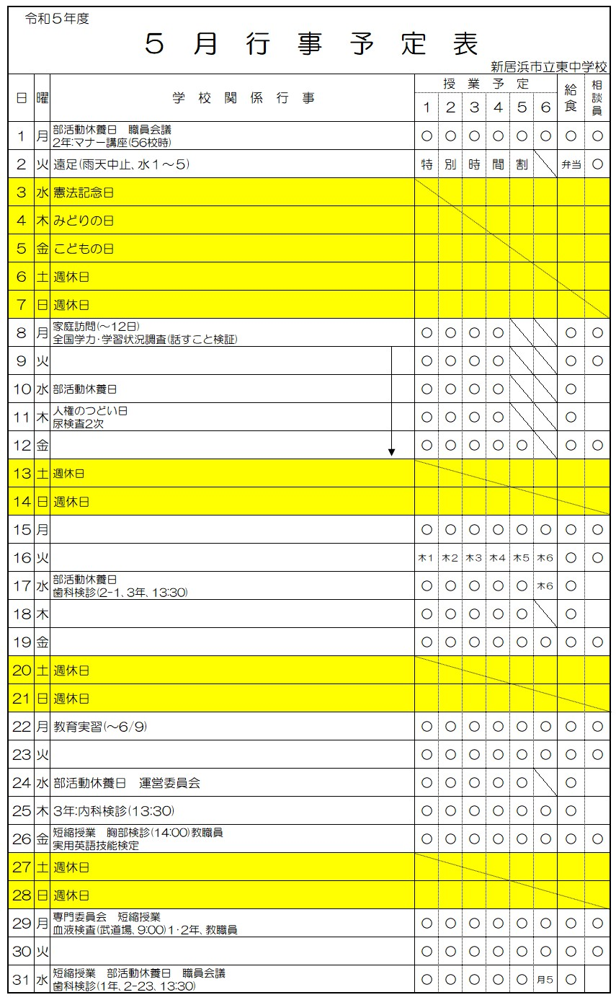 令和５年度
５月行事予定表
新居浜市立東中学校
日 曜 学校関係行事 授業予定 給食 相談員
1 2 3 4 5 6
1 月 部活動休養日　職員会議
2年:マナー講座(56校時) ○ ○ ○ ○ ○ ○ ○ ○
2 火 遠足(雨天中止、水１～５) 特 別 時 間 割 弁当 ○
3 水 憲法記念日
4 木 みどりの日
5 金 こどもの日
6 土 週休日
7 日 週休日
8 月 家庭訪問(～12日)
全国学力・学習状況調査(話すこと検証) ○ ○ ○ ○ ○ ○
9 火 ○ ○ ○ ○ ○ ○
10 水 部活動休養日 ○ ○ ○ ○ ○
11 木 人権のつどい日
尿検査2次 ○ ○ ○ ○ ○
12 金 ○ ○ ○ ○ ○ ○ ○
13 土 週休日
14 日 週休日
15 月 ○ ○ ○ ○ ○ ○ ○ ○
16 火 木1 木2 木3 木4 木5 木6 ○ ○
17 水 部活動休養日
歯科検診(2-1、3年、13:30) ○ ○ ○ ○ ○ 木6 ○
18 木 ○ ○ ○ ○ ○ ○
19 金 ○ ○ ○ ○ ○ ○ ○ ○
20 土 週休日
21 日 週休日
22 月 教育実習(～6/9) ○ ○ ○ ○ ○ ○ ○ ○
23 火 ○ ○ ○ ○ ○ ○ ○ ○
24 水 部活動休養日　運営委員会 ○ ○ ○ ○ ○ ○
25 木 3年:内科検診(13:30) ○ ○ ○ ○ ○ ○ ○
26 金 短縮授業　胸部検診(14:00)教職員
実用英語技能検定 ○ ○ ○ ○ ○ ○ ○ ○
27 土 週休日
28 日 週休日
29 月 専門委員会　短縮授業
血液検査(武道場、9:00)1・2年、教職員 ○ ○ ○ ○ ○ ○ ○ ○
30 火 ○ ○ ○ ○ ○ ○ ○ ○
31 水 短縮授業　部活動休養日　職員会議
歯科検診(1年、2-23、13:30) ○ ○ ○ ○ ○ 月5 ○